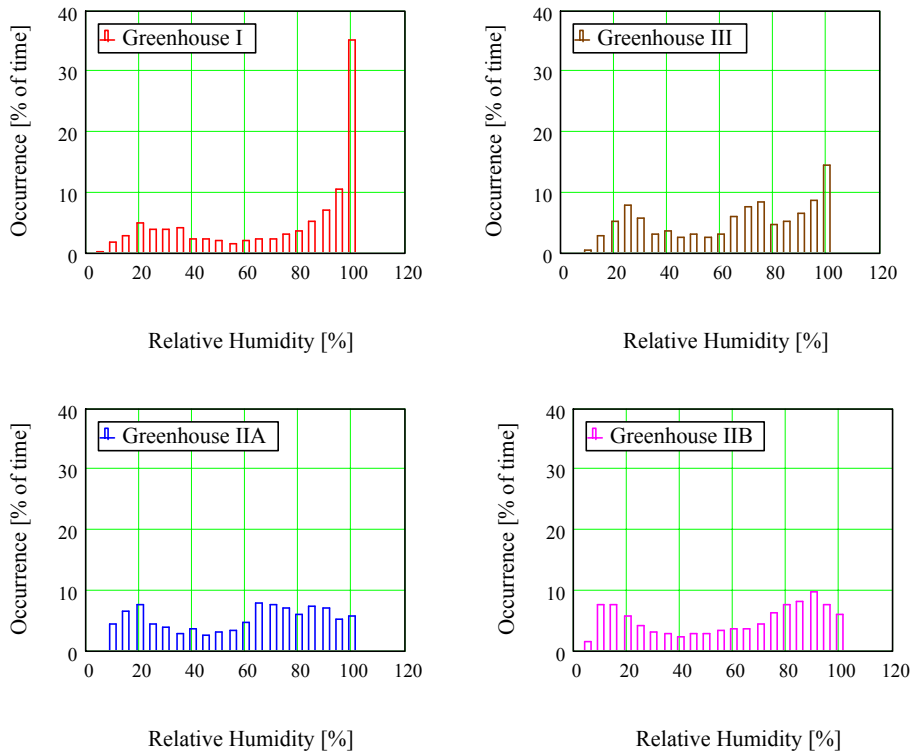 Greenhouse I
Occurrence [% of time]
40
30
20
10
0
0 20 40 60 80 100 120
Relative Humidity [%]
Greenhouse III
Occurrence [% of time]
40
30
20
10
0
0 20 40 60 80 100 120
Relative Humidity [%]
Greenhouse IIA
Occurrence [% of time]
40
30
20
10
0
0 20 40 60 80 100 120
Relative Humidity [%]
Greenhouse IIB
Occurrence [% of time]
40
30
20
10
0
0 20 40 60 80 100 120
Relative Humidity [%]